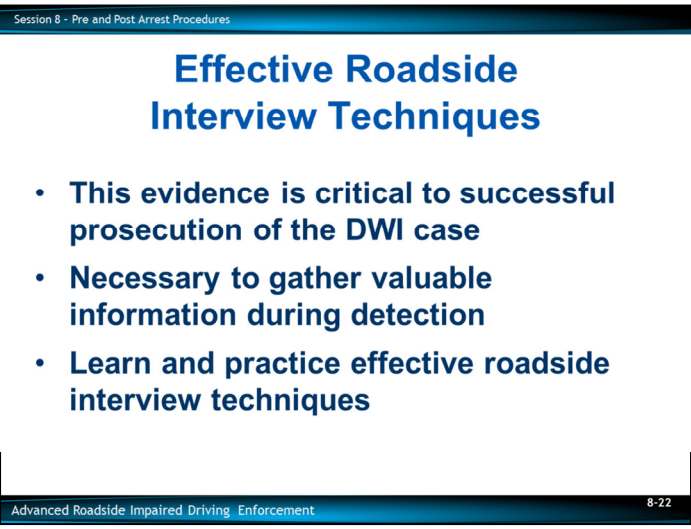 Session 8 - Pre and Post Arrest Procedures
Effective Roadside
Interview Techniques
• This evidence is critical to successful
prosecution of the DWI case
• Necessary to gather valuable
information during detection
• Learn and practice effective roadside
interview techniques
Advanced Roadside Impaired Driving Enforcement
8-22